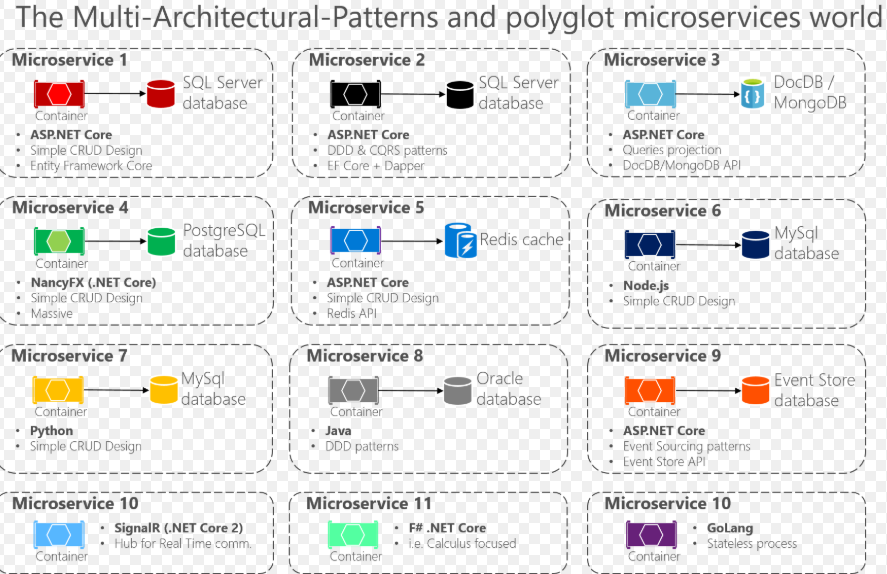 The Multi-Architectural-Patterns and polyglot microservices world
Microservice 1
SQL Server
database
Container
• ASP.NET Core
• Simple CRUD Design
• Entity Framework Core
Microservice 2
SQL Server
database
Container
• ASP.NET Core
• DDD & CQRS patterns
• EF Core + Dapper
Microservice 3
DocDB /
MongoDB
Container
• ASP.NET Core
• Queries projection
• DocDB/MongoDB API
Microservice 4
PostgreSQL
database
Container
• NancyFX (.NET Core)
• Simple CRUD Design
• Massive
Microservice 5
Redis cache
Container
• ASP.NET Core
• Simple CRUD Design
• Redis API
Microservice 6
MySql
database
Container
• Node.js
• Simple CRUD Design
Microservice 7
MySql
database
Container
• Python
• Simple CRUD Design
Microservice 8
Oracle
database
Container
• Java
• DDD patterns
Microservice 9
Event Store
database
Container
• ASP.NET Core
• Event Sourcing patterns
• Event Store API
Microservice 10
Container
• SignalR (.NET Core 2)
• Hub for Real Time comm.
Microservice 11
Container
• F# .NET Core
• i.e. Calculus focused
Microservice 10
Container
• GoLang
• Stateless process